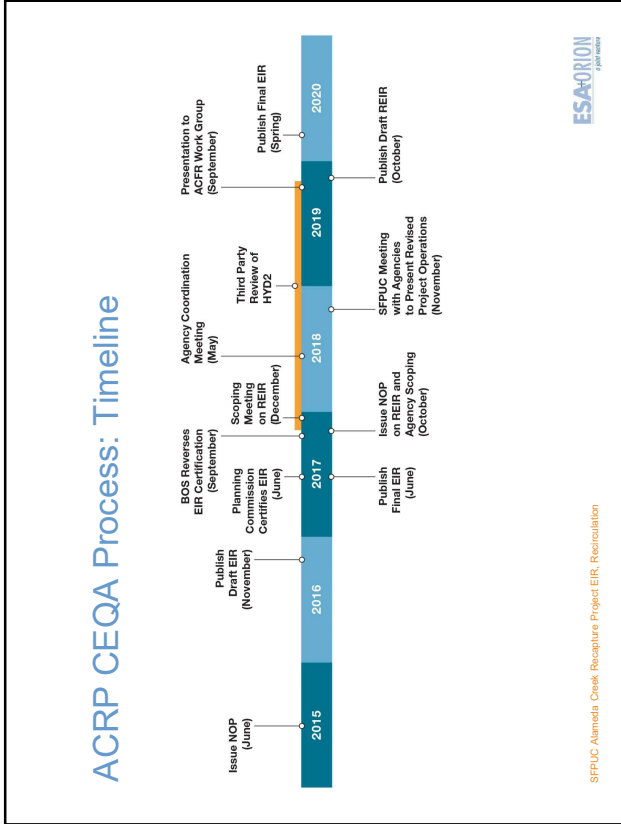 ACRP CEQA Process: Timeline
Issue NOP
(June)
Publish
Draft EIR
(November)
Planning
Commission
Certifies EIR
(June)
BOS Reverses
EIR Certification
(September)
Scoping
Meeting
on REIR
(December)
Agency Coordination
Meeting
(May)
Third Party
Review of
HYD2
Presentation to
ACFR Work Group
(September)
Publish Final EIR
(Spring)
2015
2016
2017
2018
2019
2020
Publish
Final EIR
(June)
Issue NOP
on REIR and
Agency Scoping
(October)
SFPUC Meeting
with Agencies
to Present Revised
Project Operations
(November)
Publish Draft REIR
(October)
SFPUC Alameda Creek Recapture Project EIR, Recirculation
ESA+ORION
a joint venture